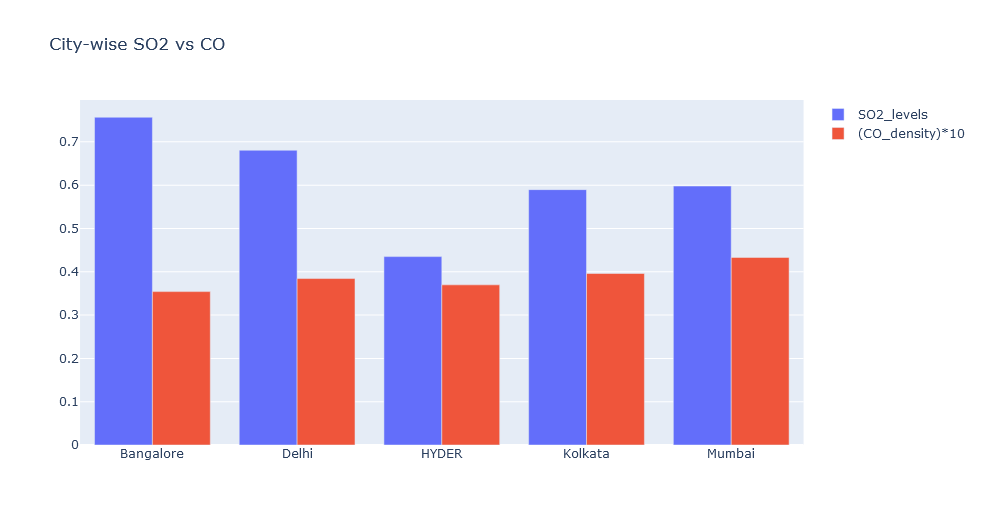 City-wise SO2 vs CO
SO2_levels
(CO_density)*10
0.7
0.6
0.5
0.4
0.3
0.2
0.1
0
Bangalore
Delhi
HYDER
Kolkata
Mumbai